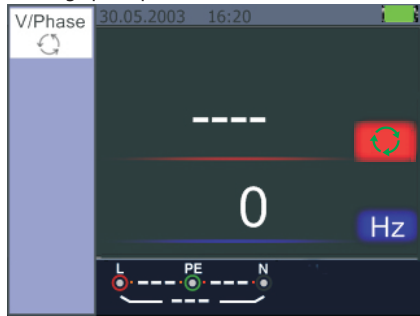 V/Phase
30.05.2003 16:20
----
0
Hz
L PE N
--- ---
---